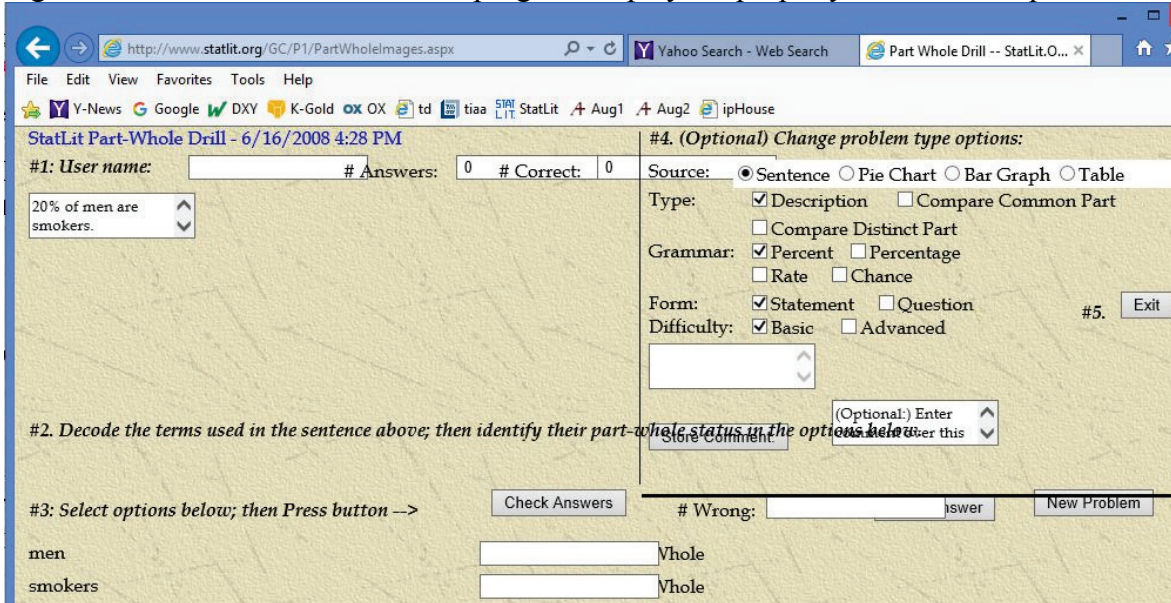 http://www.statlit.org/GC/P1/PartWholeImages.aspx
Yahoo Search - Web Search
Part Whole Drill -- StatLit.O...
File Edit View Favorites Tools Help
Y-News Google DXY K-Gold OX OX td tiaa STAT LIT StatLit Aug1 Aug2 ipHouse
StatLit Part-Whole Drill - 6/16/2008 4:28 PM
#1: User name:
# Answers: 0 # Correct: 0
20% of men are
smokers.
#4. (Optional) Change problem type options:
Source: Sentence Pie Chart Bar Graph Table
Type: Description Compare Common Part
Compare Distinct Part
Grammar: Percent Percentage
Rate Chance
Form: Statement Question
Difficulty: Basic Advanced
#5. Exit
(Optional:) Enter
comment over this
Store Comment.
#2. Decode the terms used in the sentence above; then identify their part-whole status in the options below.
#3: Select options below; then Press button -->
Check Answers
# Wrong:
New Problem
men
Whole
smokers
Whole